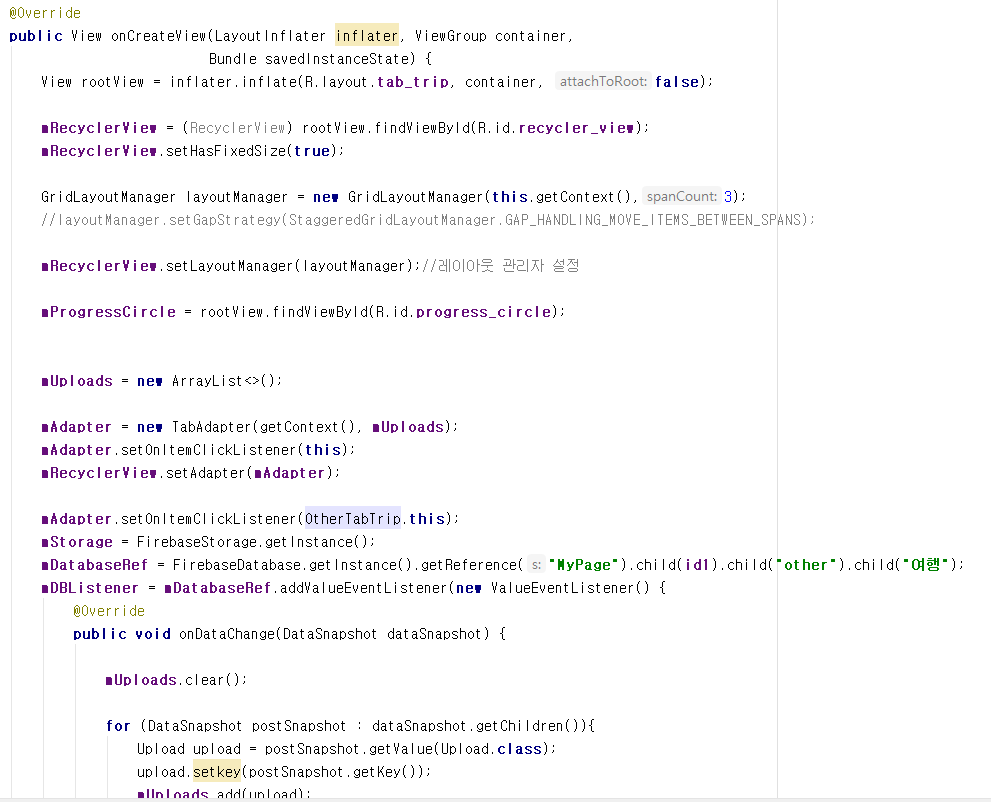 @Override
public View onCreateView(LayoutInflater inflater, ViewGroup container,
Bundle savedInstanceState) {
View rootView = inflater.inflate(R.layout.tab_trip, container, attachToRoot: false);
mRecyclerView = (RecyclerView) rootView.findViewById(R.id.recycler_view);
mRecyclerView.setHasFixedSize(true);
GridLayoutManager layoutManager = new GridLayoutManager(this.getContext(), spanCount: 3);
//layoutManager.setGapStrategy(StaggeredGridLayoutManager.GAP_HANDLING_MOVE_ITEMS_BETWEEN_SPANS);
mRecyclerView.setLayoutManager(layoutManager);//레이아웃 관리자 설정
mProgressCircle = rootView.findViewById(R.id.progress_circle);
mUploads = new ArrayList<>();
mAdapter = new TabAdapter(getContext(), mUploads);
mAdapter.setOnItemClickListener(this);
mRecyclerView.setAdapter(mAdapter);
mAdapter.setOnItemClickListener(OtherTabTrip.this);
mStorage = FirebaseStorage.getInstance();
mDatabaseRef = FirebaseDatabase.getInstance().getReference( s: "MyPage").child(id1).child("other").child("여행");
mDBListener = mDatabaseRef.addValueEventListener(new ValueEventListener() {
@Override
public void onDataChange(DataSnapshot dataSnapshot) {
mUploads.clear();
for (DataSnapshot postSnapshot : dataSnapshot.getChildren()){
Upload upload = postSnapshot.getValue(Upload.class);
upload.setkey(postSnapshot.getKey());
mUploads.add(upload);